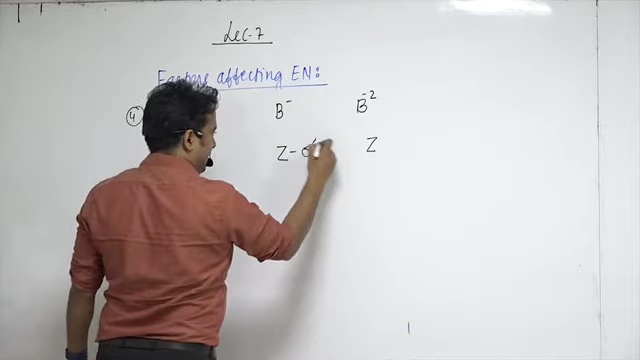 Lec-7
Factors affecting EN:
4
B⁻ B⁻²
Z-σ Z